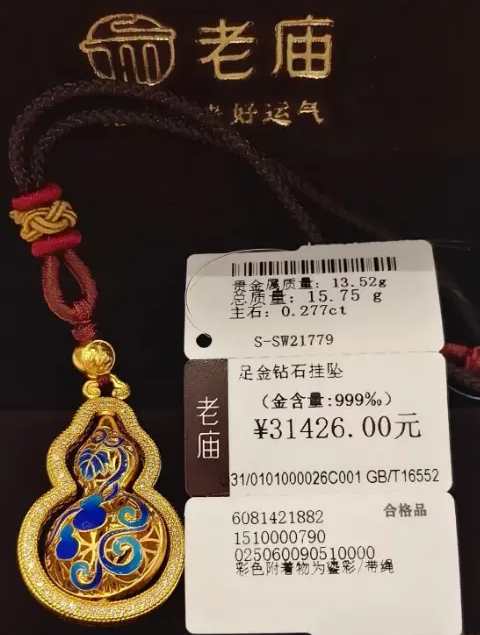 老庙
好运气
贵金属质量: 13.52g
总质量: 15.75 g
主石: 0.277ct
S-SW21779
足金钻石挂坠
(金含量:999‰)
老庙
¥31426.00元
31/0101000026C001 GB/T16552
6081421882
合格品
1510000790
025060090510000
彩色附着物为鎏彩/带绳